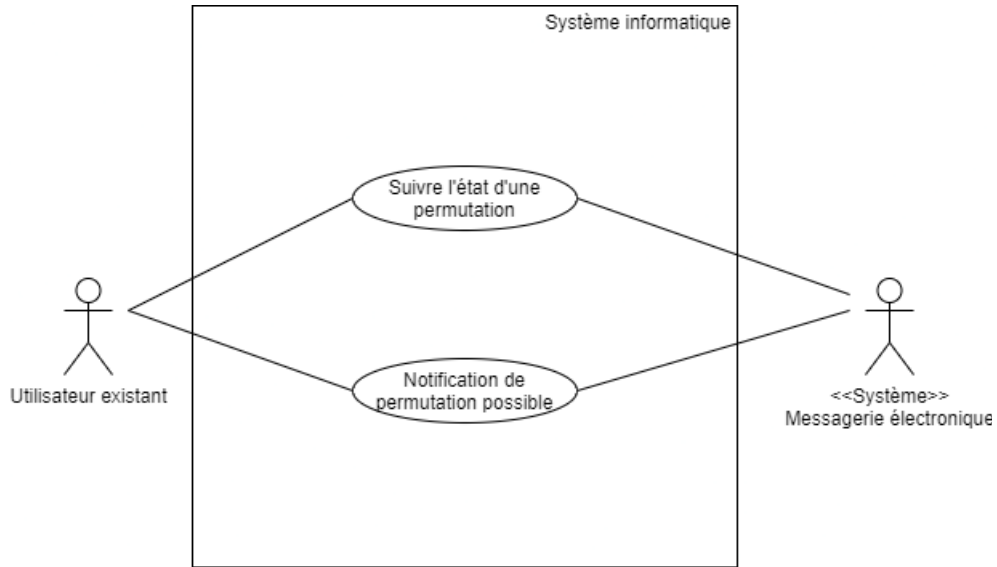 Système informatique
Suivre l'état d'une
permutation
Utilisateur existant
Notification de
permutation possible
<<Système>>
Messagerie électronique